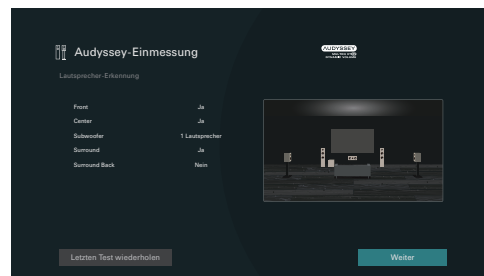 Audyssey-Einmessung
AUDYSSEY
Lautsprecher-Erkennung
Front Ja
Center Ja
Subwoofer 1 Lautsprecher
Surround Ja
Surround Back Nein
Letzten Test wiederholen
Weiter